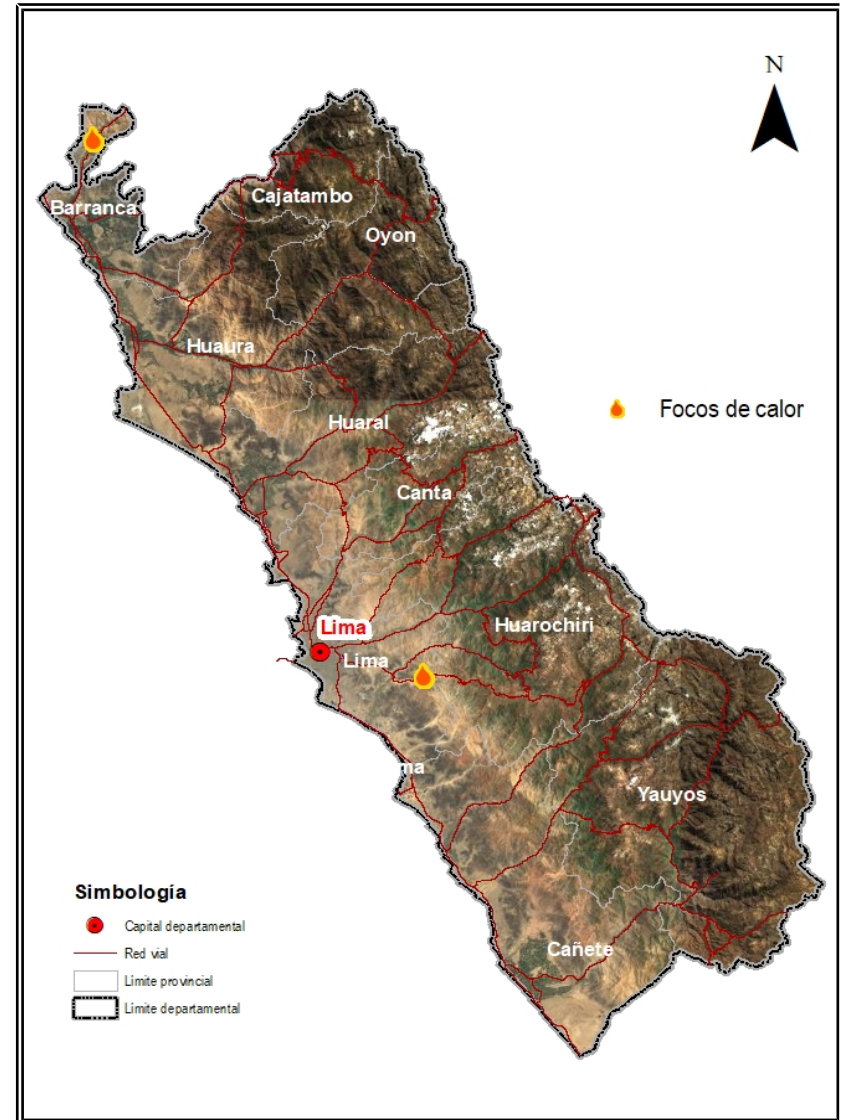 N
Cajatambo
Barranca
Oyon
Huaura
Focos de calor
Huaral
Canta
Lima
Huarochiri
Lima
ma
Yauyos
Simbología
Capital departamental
Red vial
Límite provincial
Límite departamental
Cañete